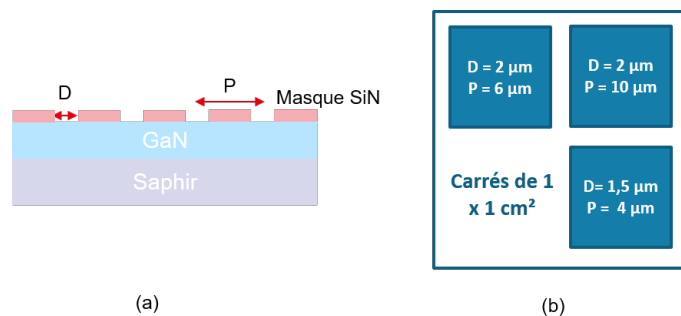 D
P
Masque SiN
GaN
Saphir
(a)
D = 2 µm
P = 6 µm
D = 2 µm
P = 10 µm
Carrés de 1
x 1 cm²
D= 1,5 µm
P =  4 µm
(b)